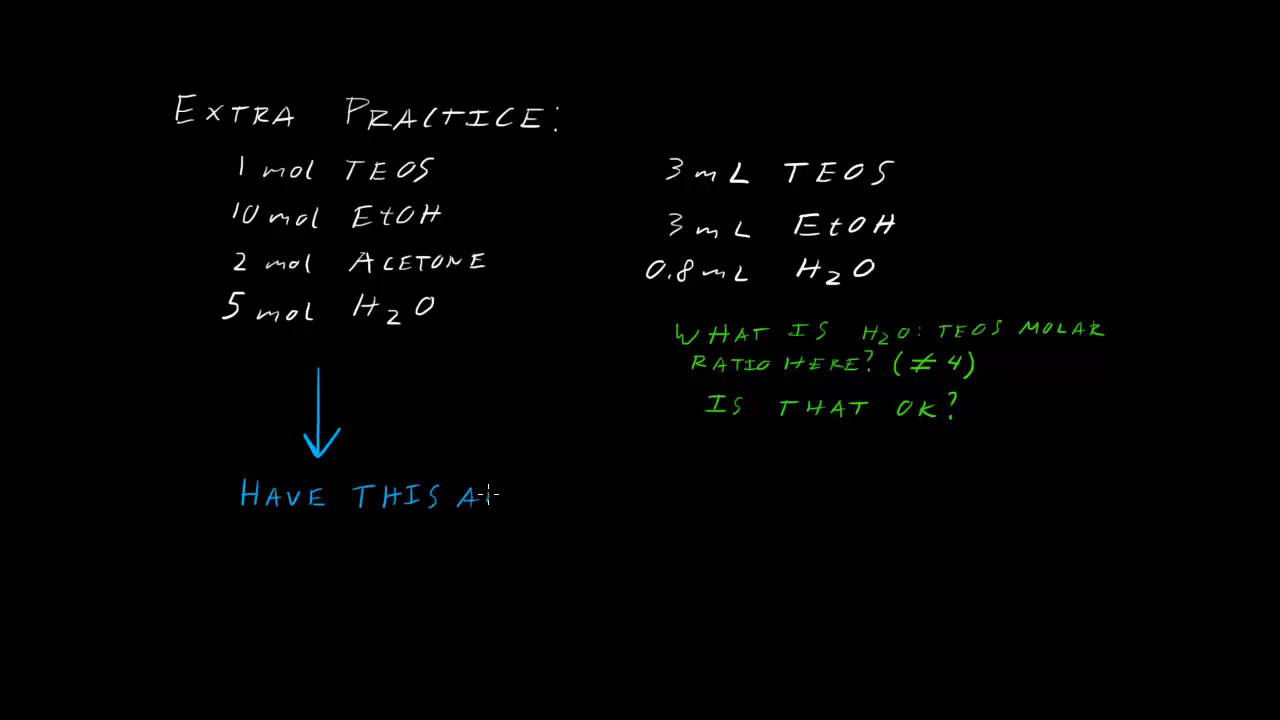 EXTRA PRACTICE:
1 mol TEOS
10 mol EtOH
2 mol ACETONE
5 mol H2O
HAVE THIS
3 mL TEOS
3 mL EtOH
0.8 mL H2O
WHAT IS H2O: TEOS MOLAR
RATIO HERE? (≠ 4)
IS THAT OK?